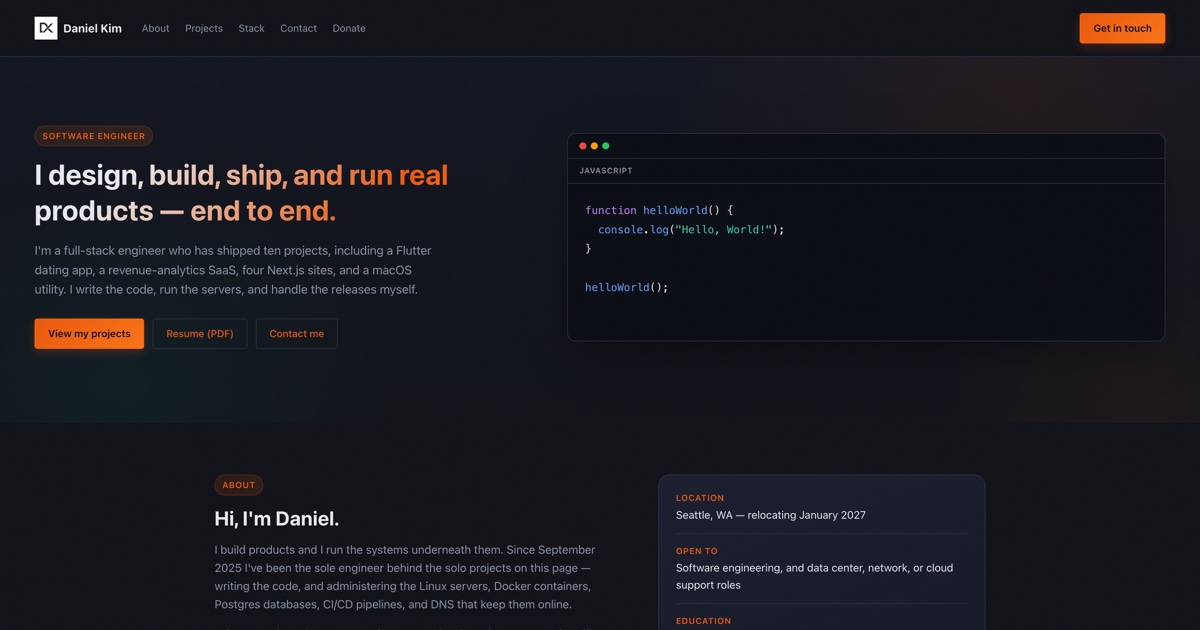 DK Daniel Kim About Projects Stack Contact Donate Get in touch
SOFTWARE ENGINEER
I design, build, ship, and run real
products — end to end.
I'm a full-stack engineer who has shipped ten projects, including a Flutter
dating app, a revenue-analytics SaaS, four Next.js sites, and a macOS
utility. I write the code, run the servers, and handle the releases myself.
View my projects Resume (PDF) Contact me
JAVASCRIPT
function helloWorld() {
  console.log("Hello, World!");
}
helloWorld();
ABOUT
Hi, I'm Daniel.
I build products and I run the systems underneath them. Since September
2025 I've been the sole engineer behind the solo projects on this page —
writing the code, and administering the Linux servers, Docker containers,
Postgres databases, CI/CD pipelines, and DNS that keep them online.
LOCATION
Seattle, WA — relocating January 2027
OPEN TO
Software engineering, and data center, network, or cloud
support roles
EDUCATION